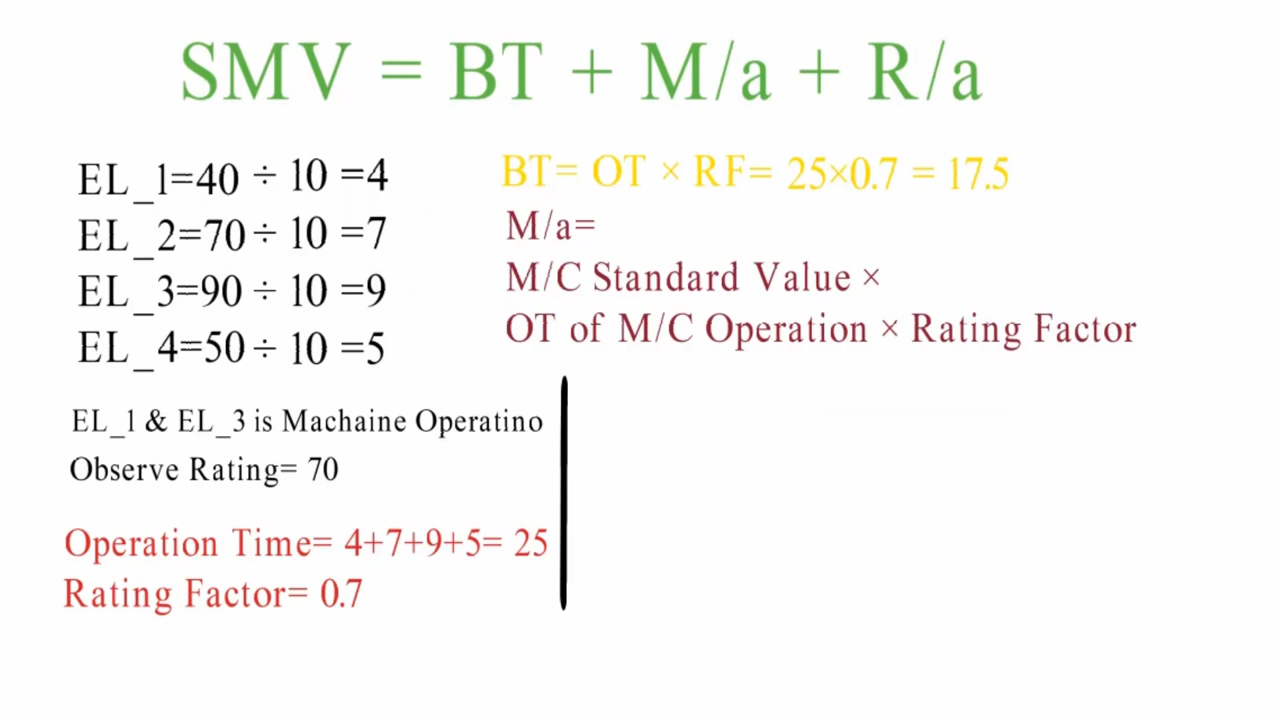 SMV = BT + M/a + R/a
EL_1=40 ÷ 10 =4
EL_2=70 ÷ 10 =7
EL_3=90 ÷ 10 =9
EL_4=50 ÷ 10 =5
EL_1 & EL_3 is Machaine Operatino
Observe Rating= 70
Operation Time= 4+7+9+5= 25
Rating Factor= 0.7
BT= OT × RF= 25×0.7 = 17.5
M/a=
M/C Standard Value ×
OT of M/C Operation × Rating Factor